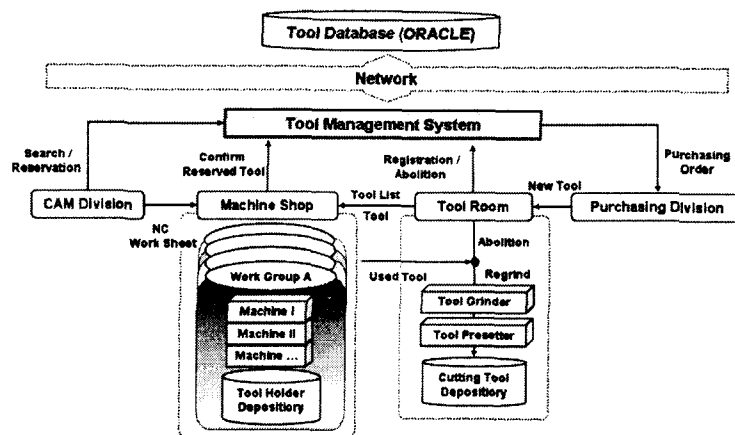 Tool Database (ORACLE)
Network
Tool Management System
Search /
Reservation
Confirm
Reserved Tool
Registration /
Abolition
Purchasing
Order
CAM Division
Machine Shop
Tool List
Tool
Tool Room
New Tool
Purchasing Division
NC
Work Sheet
Work Group A
Used Tool
Abolition
Regrind
Machine I
Machine II
Machine ...
Tool Holder
Depositiory
Tool Grinder
Tool Presetter
Cutting Tool
Depositiory